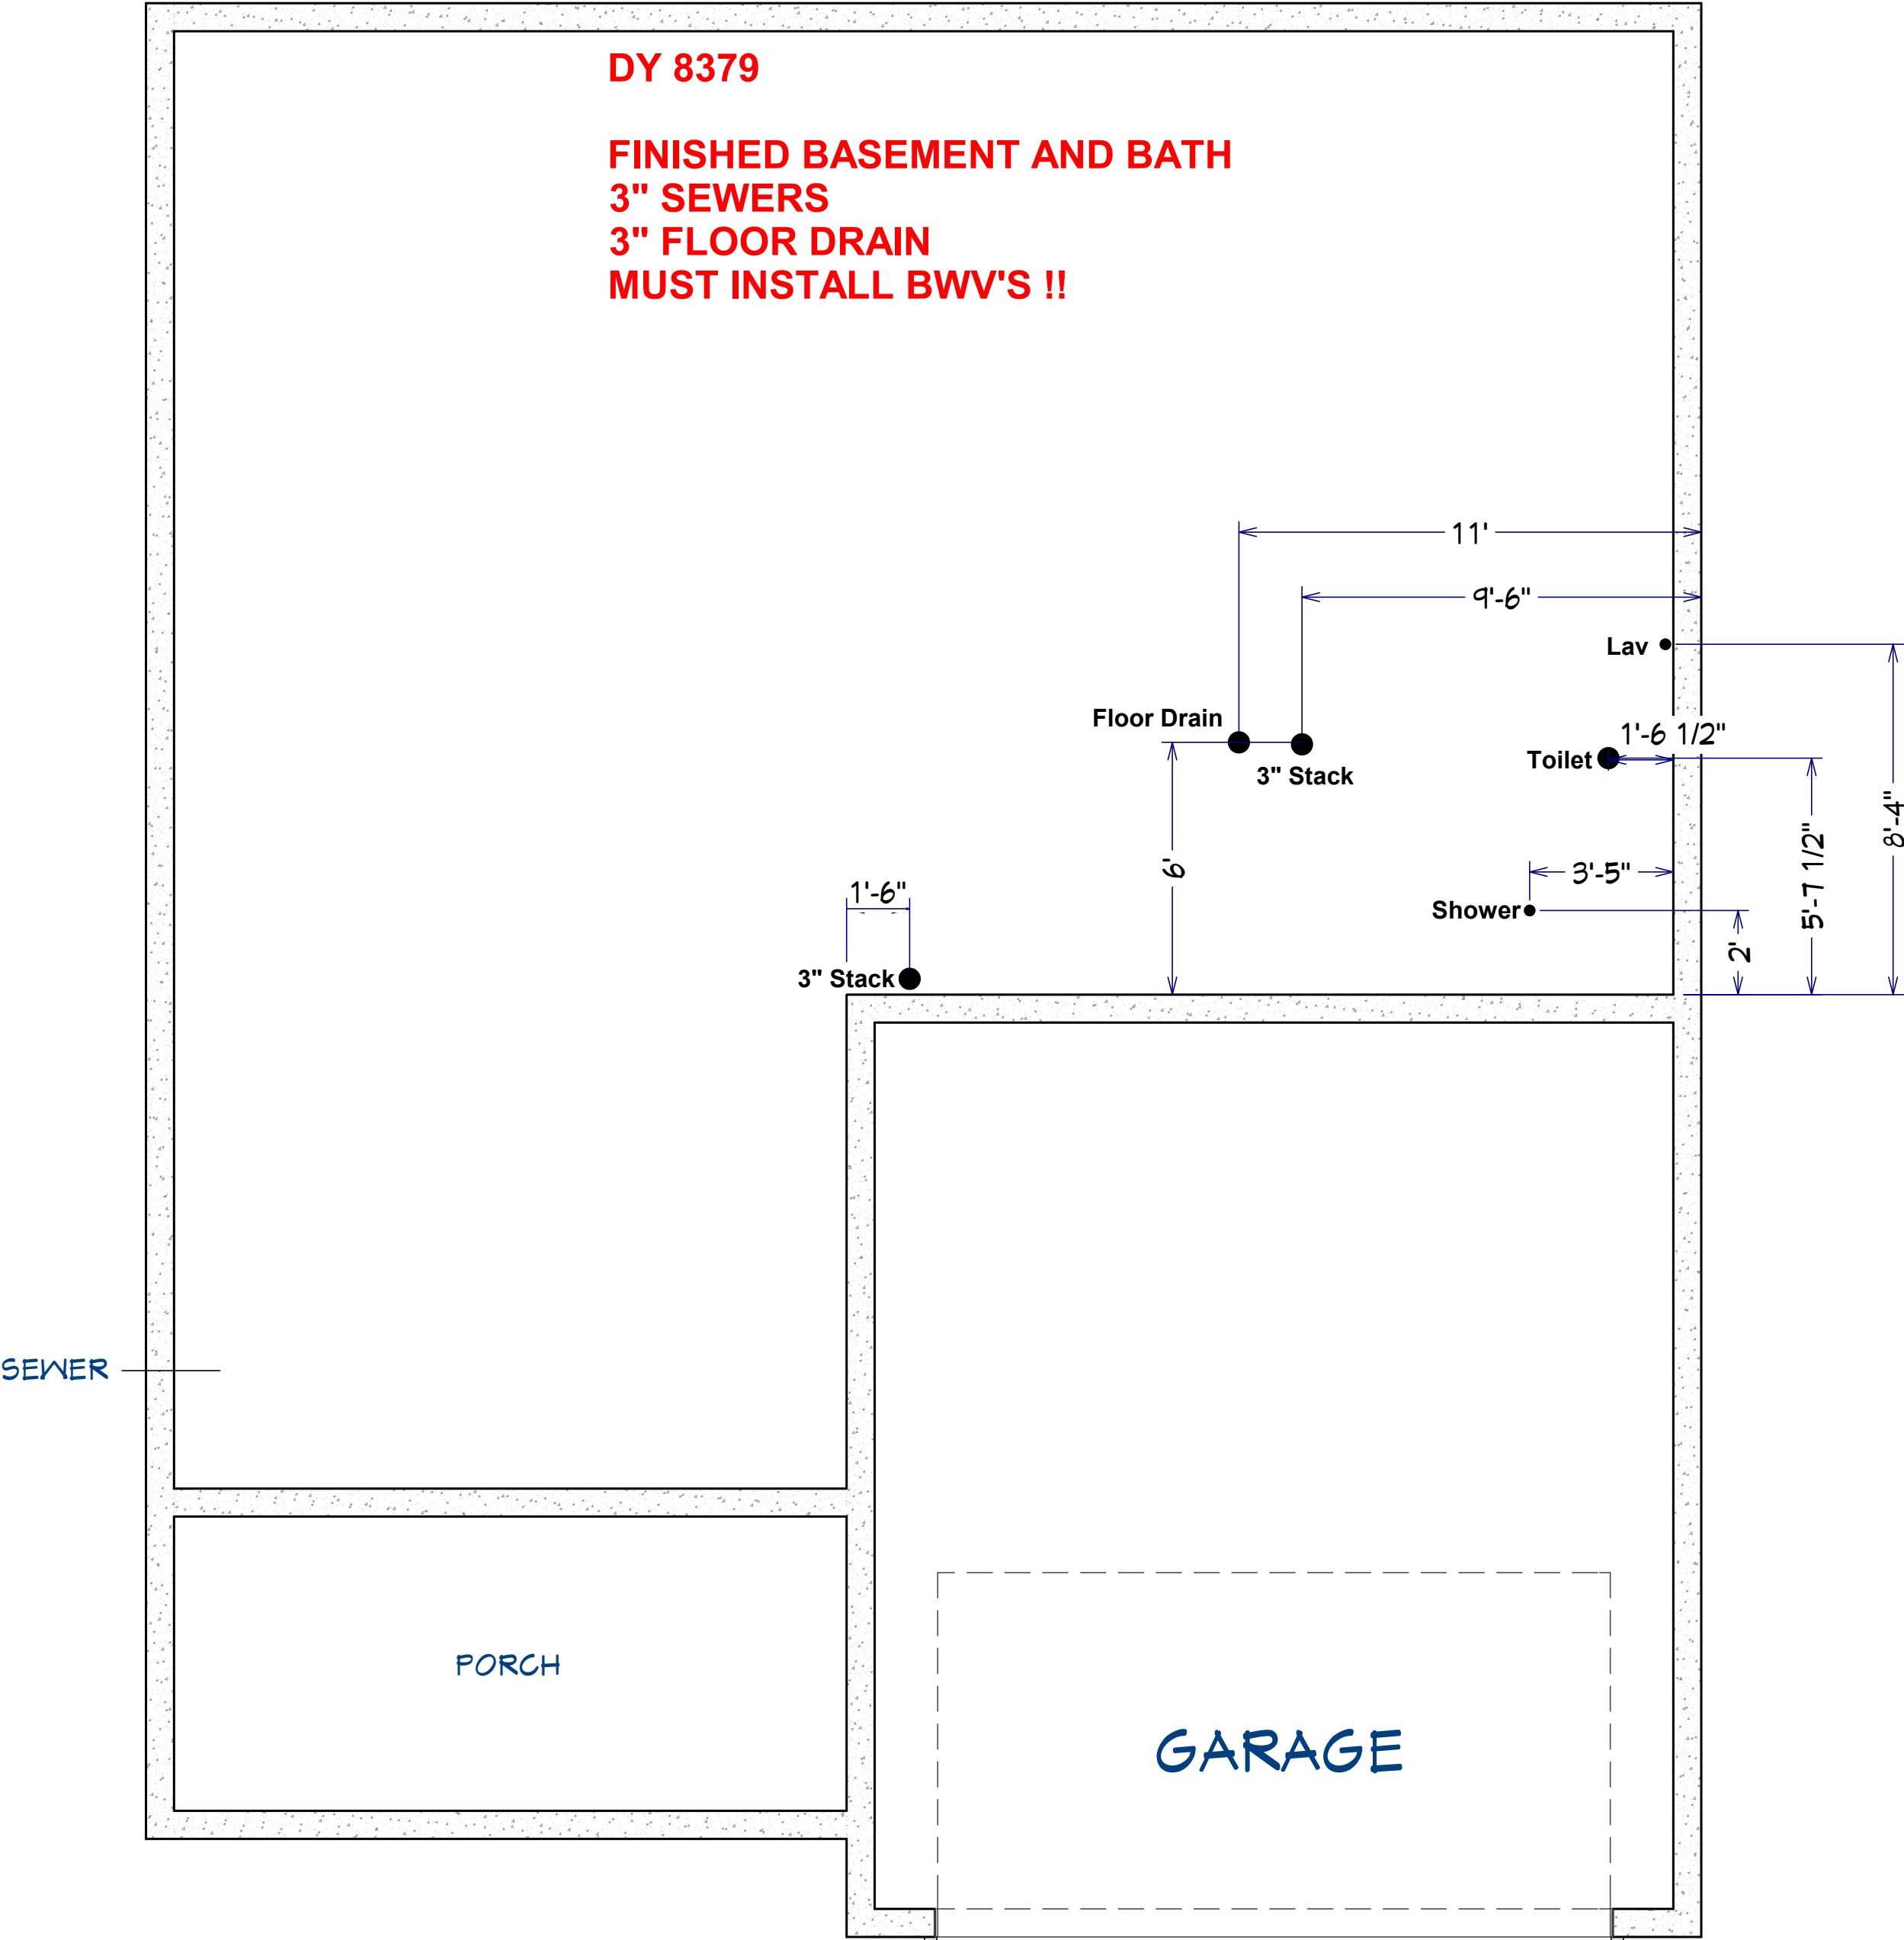 DY 8379
FINISHED BASEMENT AND BATH
3" SEWERS
3" FLOOR DRAIN
MUST INSTALL BWV'S !!
11'
9'-6"
Lav
Floor Drain
1'-6 1/2"
Toilet
3" Stack
8'-4"
5'-7 1/2"
6'
3'-5"
1'-6"
Shower
2'
3" Stack
SEWER
PORCH
GARAGE